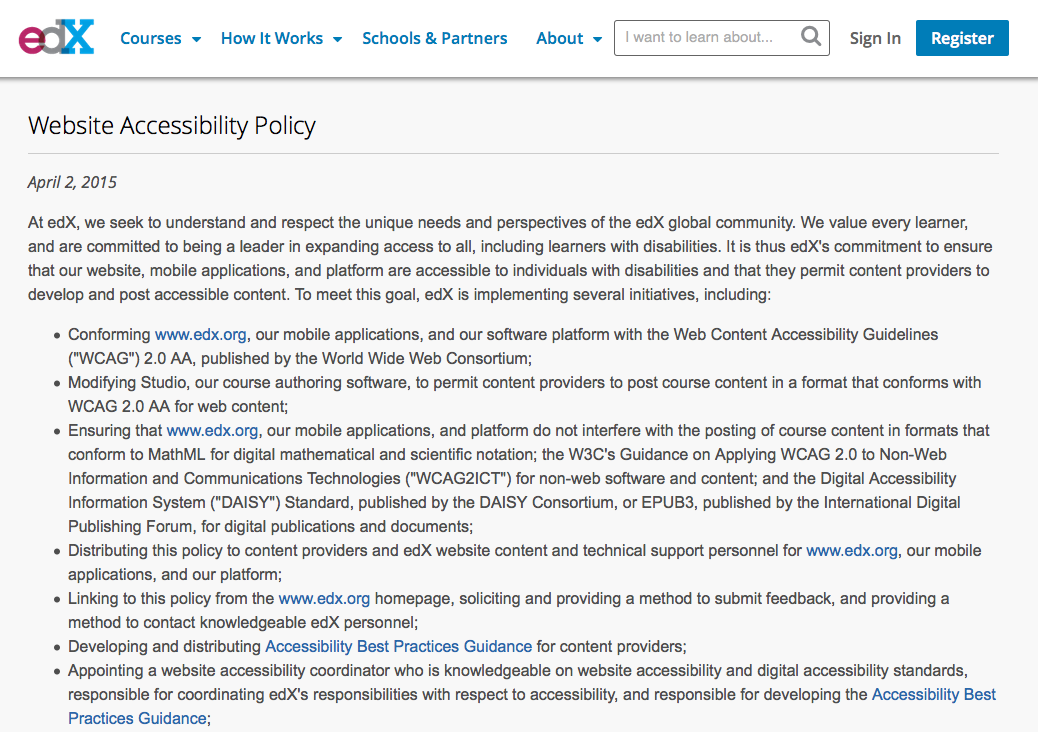 edX Courses How It Works Schools & Partners About I want to learn about... Sign In Register
Website Accessibility Policy
April 2, 2015
At edX, we seek to understand and respect the unique needs and perspectives of the edX global community. We value every learner,
and are committed to being a leader in expanding access to all, including learners with disabilities. It is thus edX's commitment to ensure
that our website, mobile applications, and platform are accessible to individuals with disabilities and that they permit content providers to
develop and post accessible content. To meet this goal, edX is implementing several initiatives, including:
• Conforming www.edx.org, our mobile applications, and our software platform with the Web Content Accessibility Guidelines
("WCAG") 2.0 AA, published by the World Wide Web Consortium;
• Modifying Studio, our course authoring software, to permit content providers to post course content in a format that conforms with
WCAG 2.0 AA for web content;
• Ensuring that www.edx.org, our mobile applications, and platform do not interfere with the posting of course content in formats that
conform to MathML for digital mathematical and scientific notation; the W3C's Guidance on Applying WCAG 2.0 to Non-Web
Information and Communications Technologies ("WCAG2ICT") for non-web software and content; and the Digital Accessibility
Information System ("DAISY") Standard, published by the DAISY Consortium, or EPUB3, published by the International Digital
Publishing Forum, for digital publications and documents;
• Distributing this policy to content providers and edX website content and technical support personnel for www.edx.org, our mobile
applications, and our platform;
• Linking to this policy from the www.edx.org homepage, soliciting and providing a method to submit feedback, and providing a
method to contact knowledgeable edX personnel;
• Developing and distributing Accessibility Best Practices Guidance for content providers;
• Appointing a website accessibility coordinator who is knowledgeable on website accessibility and digital accessibility standards,
responsible for coordinating edX's responsibilities with respect to accessibility, and responsible for developing the Accessibility Best
Practices Guidance;